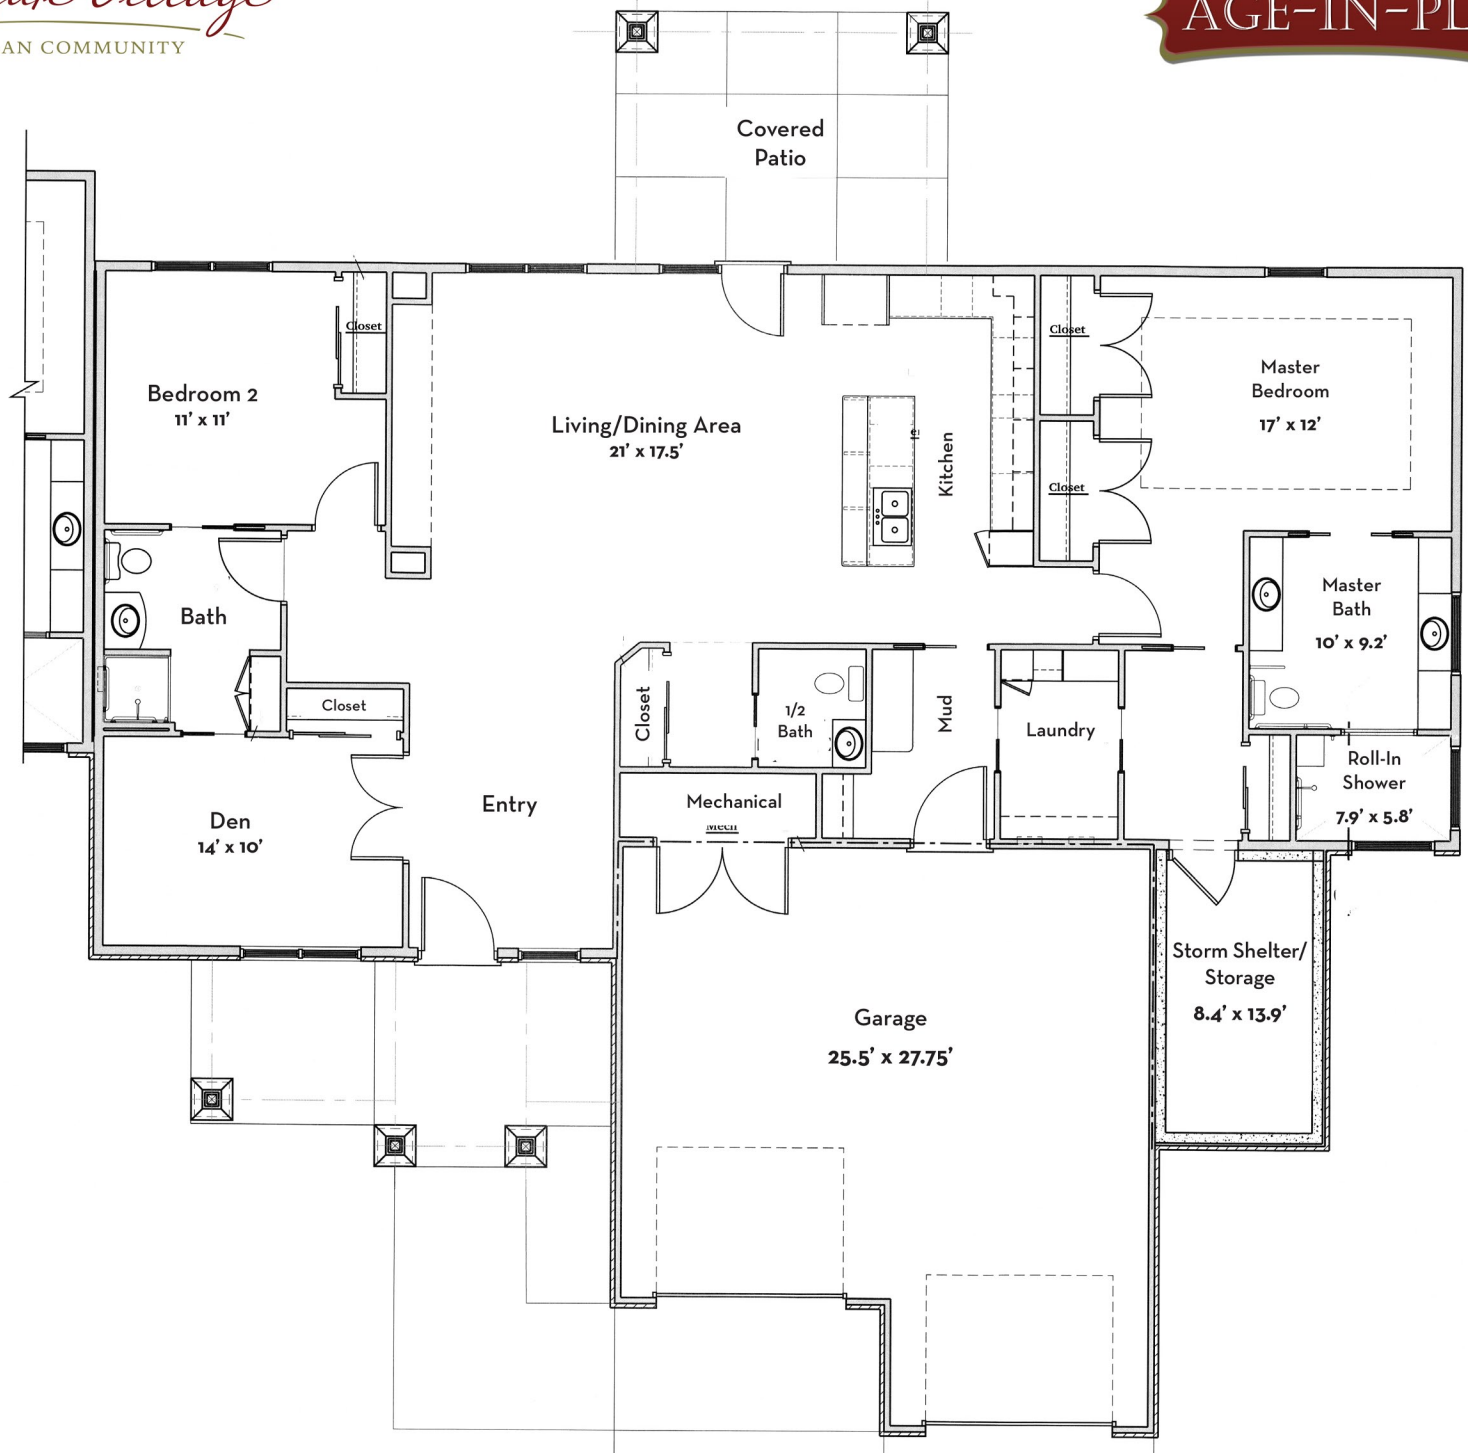 Village
AN COMMUNITY
AGE-IN-PL
Covered
Patio
Closet
Bedroom 2
11' x 11'
Living/Dining Area
21' x 17.5'
Kitchen
Closet
Closet
Master
Bedroom
17' x 12'
Bath
Master
Bath
10' x 9.2'
Closet
Closet
1/2
Bath
Mud
Laundry
Roll-In
Shower
7.9' x 5.8'
Entry
Mechanical
Mech
Den
14' x 10'
Storm Shelter/
Storage
8.4' x 13.9'
Garage
25.5' x 27.75'